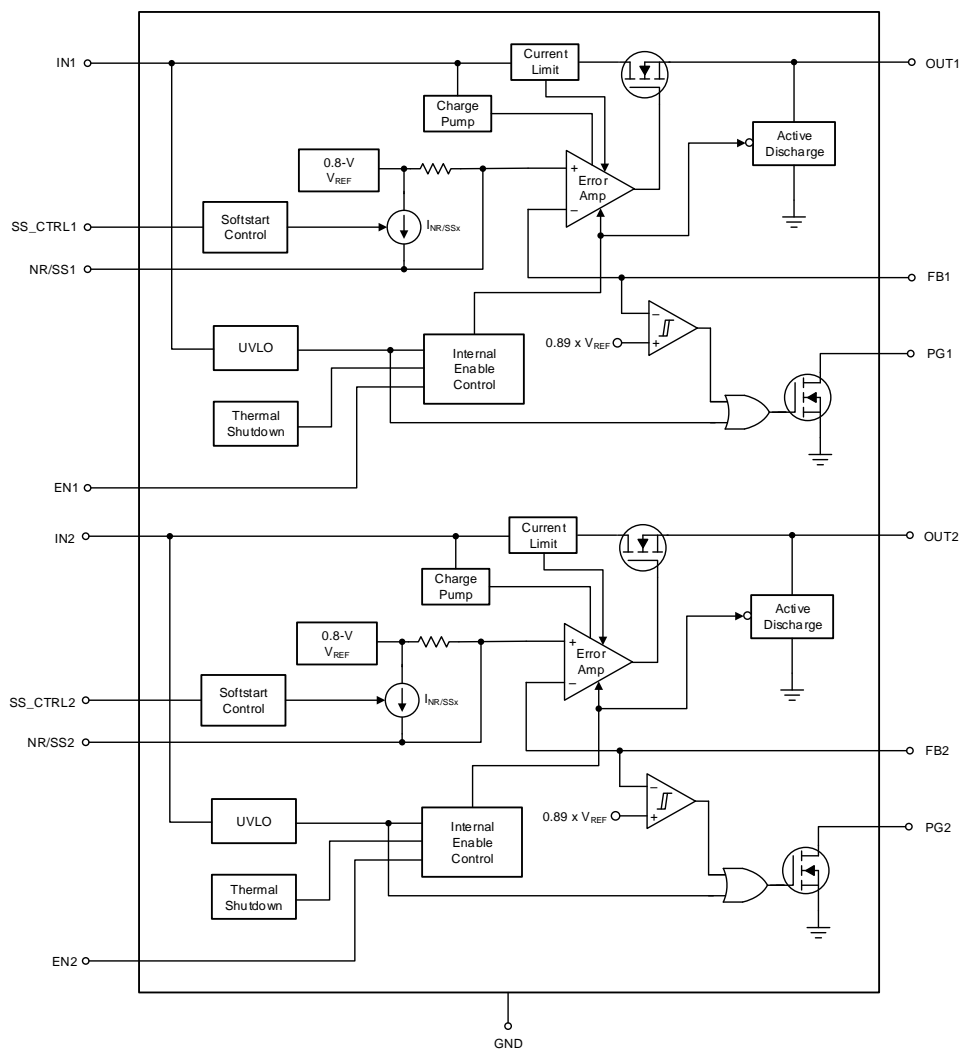 IN1
Current
Limit
OUT1
Charge
Pump
Active
Discharge
0.8-V
VREF
+
Error
Amp
−
SS_CTRL1
Softstart
Control
INR/SSx
NR/SS1
FB1
−
UVLO
Internal
Enable
Control
0.89 x VREF
+
PG1
Thermal
Shutdown
EN1
IN2
Current
Limit
OUT2
Charge
Pump
Active
Discharge
0.8-V
VREF
+
Error
Amp
−
SS_CTRL2
Softstart
Control
INR/SSx
NR/SS2
FB2
−
UVLO
Internal
Enable
Control
0.89 x VREF
+
PG2
Thermal
Shutdown
EN2
GND